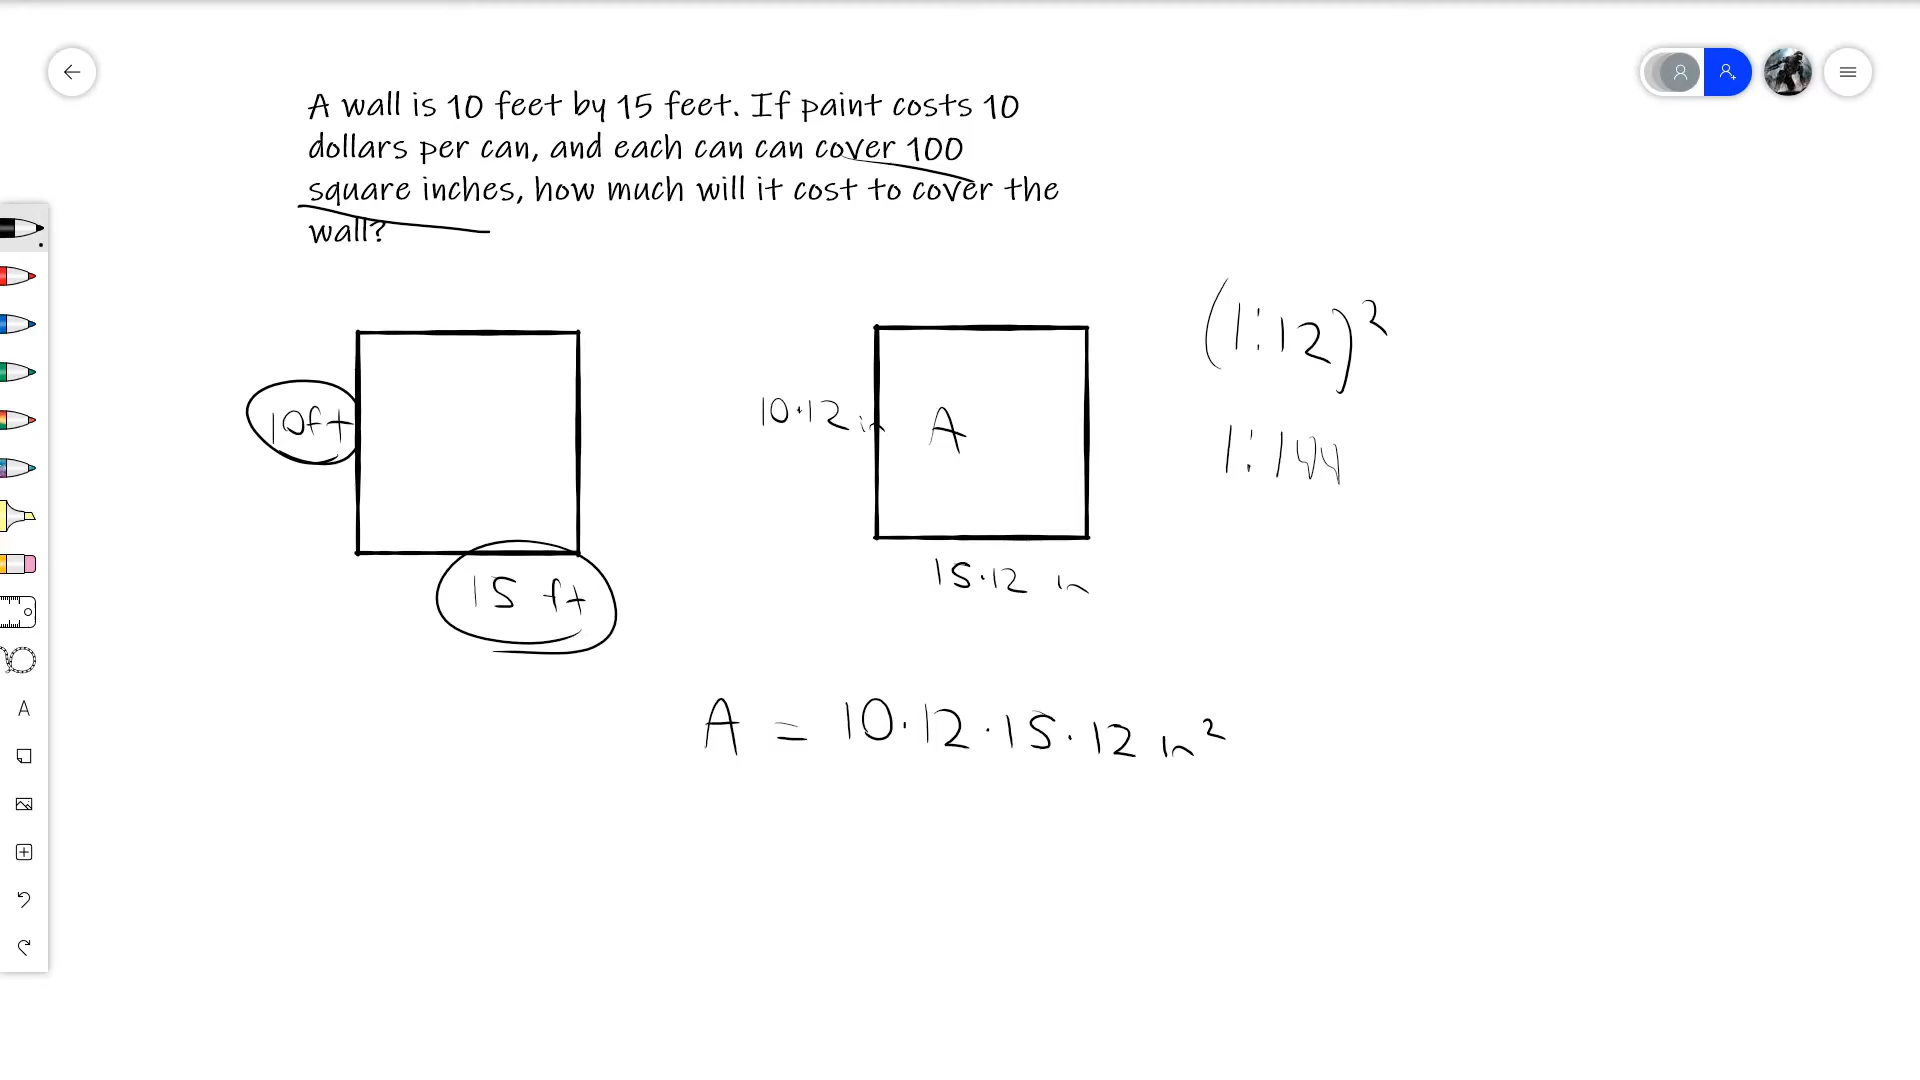 A wall is 10 feet by 15 feet. If paint costs 10
dollars per can, and each can can cover 100
square inches, how much will it cost to cover the
wall?
(1:12)²
10ft
10·12 in
A
1:144
15·12 in
15 ft
A = 10·12·15·12 in²
A